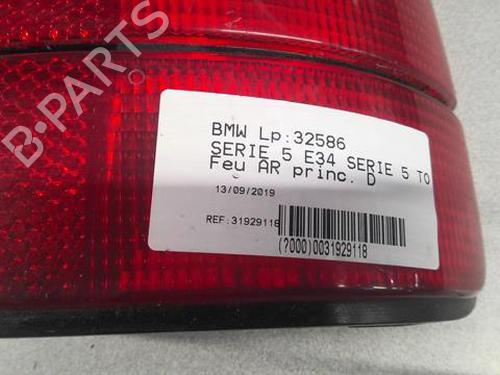 BMW Lp:32586
SERIE 5 E34 SERIE 5 TO
Feu AR princ. D
13/09/2019
REF:31929118
(?000)0031929118
B-PARTS